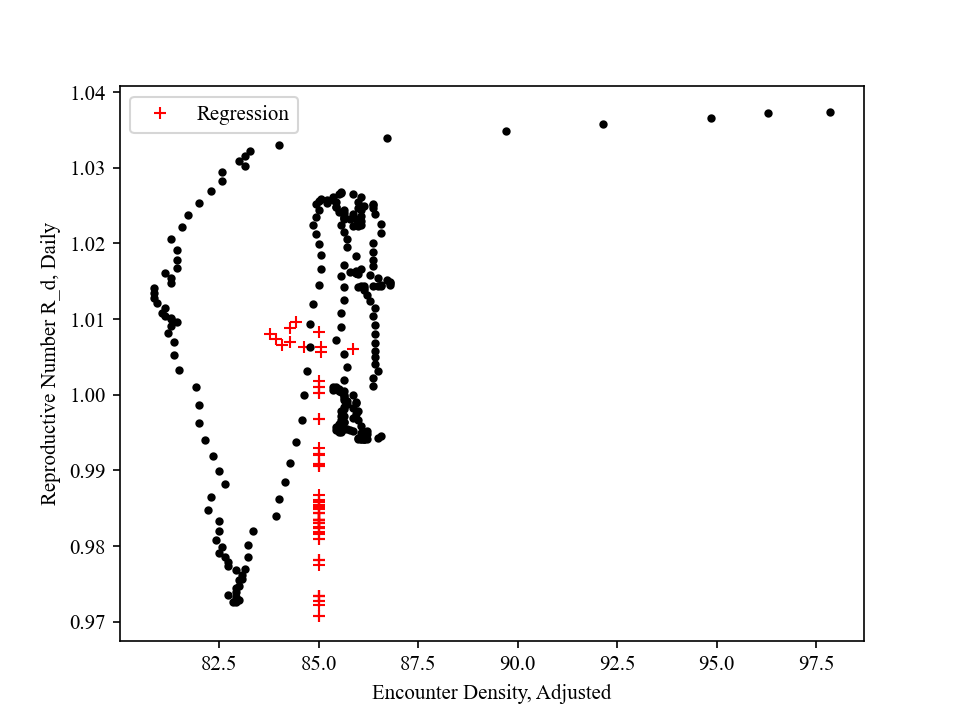 Regression
1.04
1.03
1.02
1.01
1.00
0.99
0.98
0.97
Reproductive Number R_d, Daily
82.5 85.0 87.5 90.0 92.5 95.0 97.5
Encounter Density, Adjusted